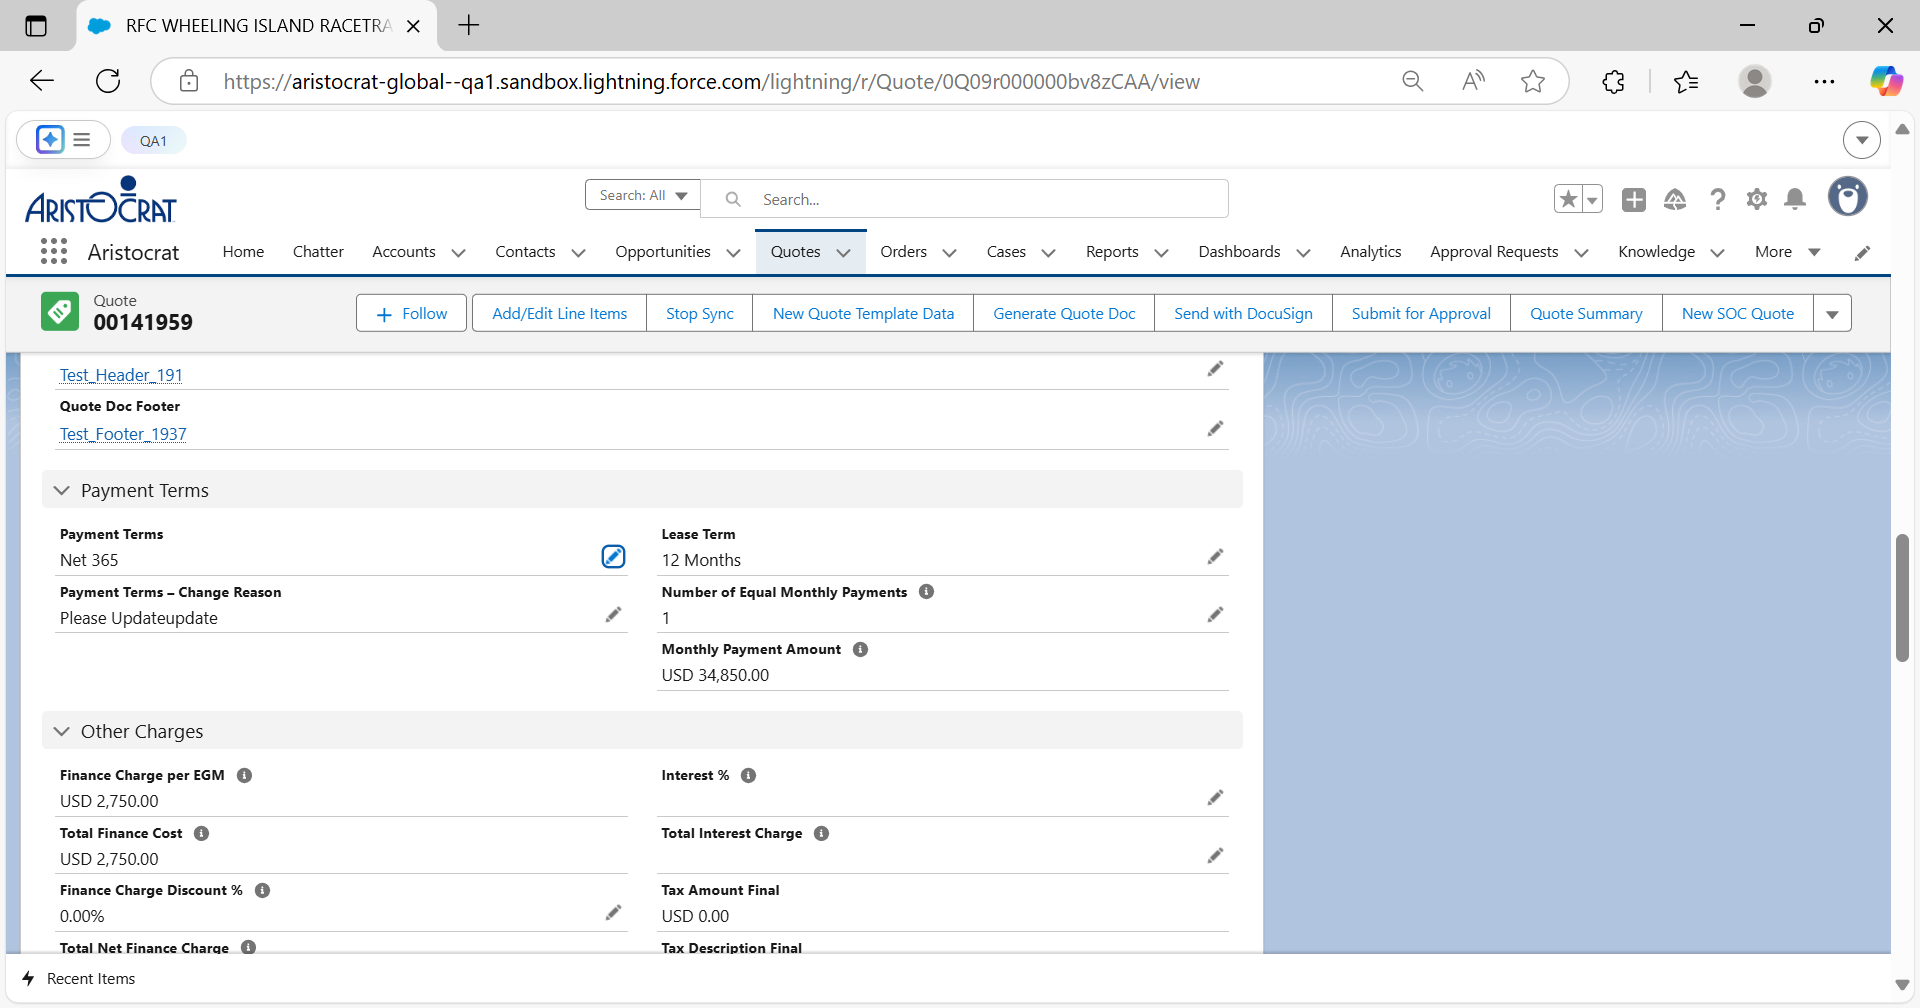 RFC WHEELING ISLAND RACETRA
https://aristocrat-global--qa1.sandbox.lightning.force.com/lightning/r/Quote/0Q09r000000bv8zCAA/view
QA1
ARISTOCRAT
Search: All
Search...
Aristocrat
Home
Chatter
Accounts
Contacts
Opportunities
Quotes
Orders
Cases
Reports
Dashboards
Analytics
Approval Requests
Knowledge
More
Quote
00141959
Follow
Add/Edit Line Items
Stop Sync
New Quote Template Data
Generate Quote Doc
Send with DocuSign
Submit for Approval
Quote Summary
New SOC Quote
Test_Header_191
Quote Doc Footer
Test_Footer_1937
Payment Terms
Payment Terms
Net 365
Lease Term
12 Months
Payment Terms – Change Reason
Please Updateupdate
Number of Equal Monthly Payments
1
Monthly Payment Amount
USD 34,850.00
Other Charges
Finance Charge per EGM
USD 2,750.00
Interest %
Total Finance Cost
USD 2,750.00
Total Interest Charge
Finance Charge Discount %
0.00%
Tax Amount Final
USD 0.00
Total Net Finance Charge
Tax Description Final
Recent Items